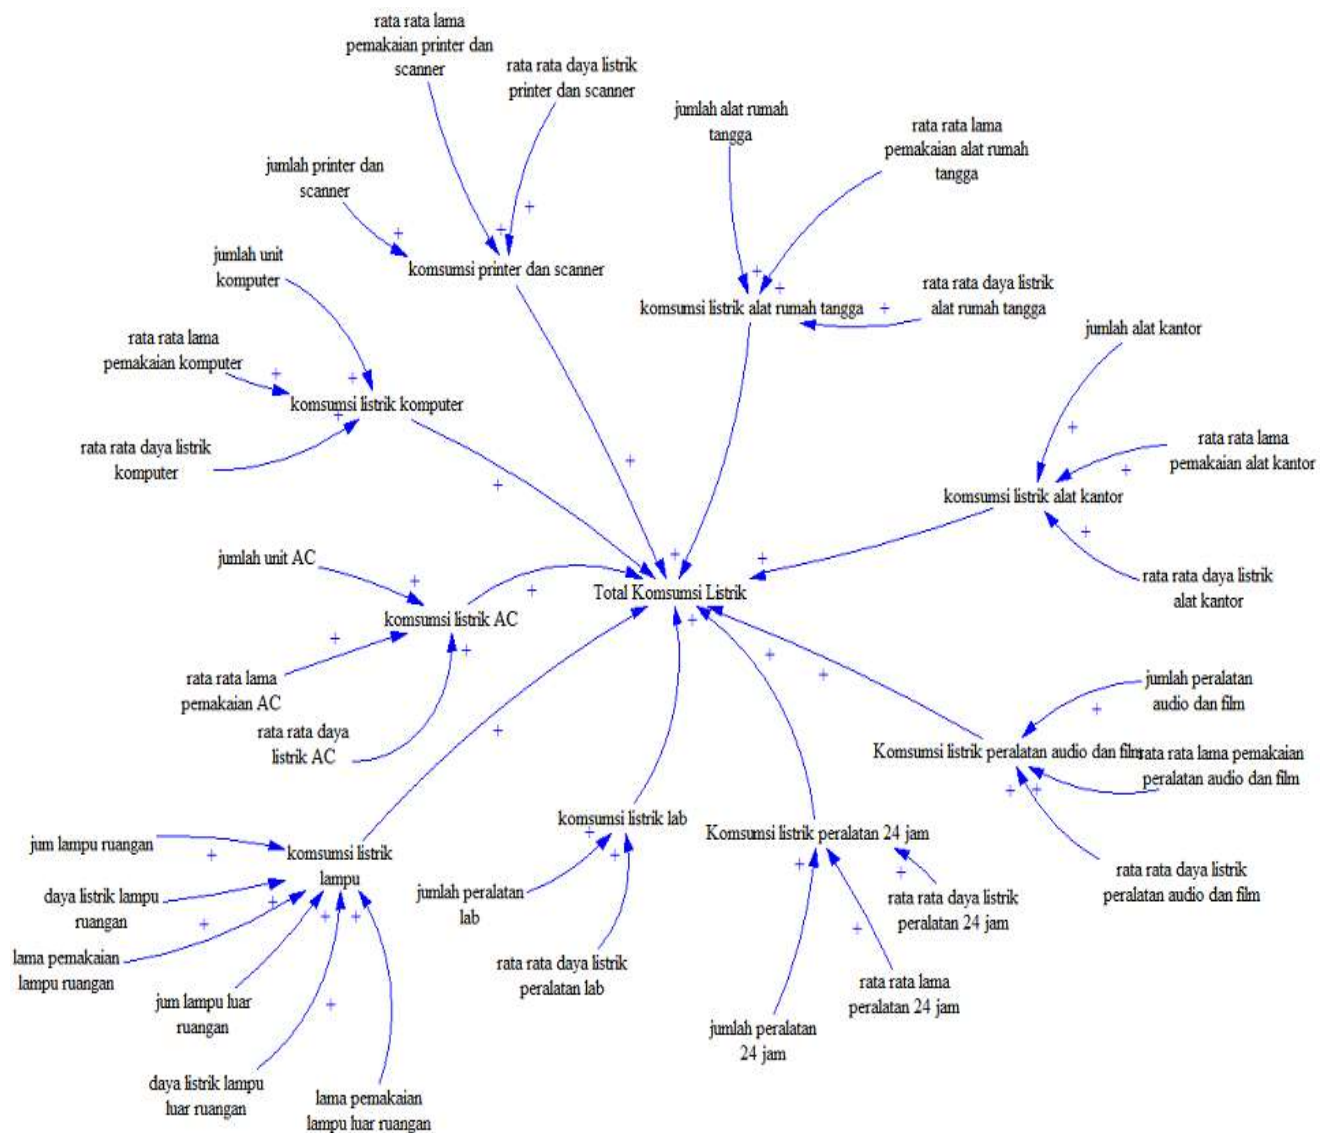 rata rata lama
pemakaian printer dan
scanner
rata rata daya listrik
printer dan scanner
jumlah printer dan
scanner
komsumsi printer dan scanner
jumlah alat rumah
tangga
rata rata lama
pemakaian alat rumah
tangga
rata rata daya listrik
alat rumah tangga
komsumsi listrik alat rumah tangga
jumlah unit
komputer
rata rata lama
pemakaian komputer
komsumsi listrik komputer
rata rata daya listrik
komputer
jumlah alat kantor
rata rata lama
pemakaian alat kantor
komsumsi listrik alat kantor
rata rata daya listrik
alat kantor
jumlah unit AC
komsumsi listrik AC
rata rata lama
pemakaian AC
rata rata daya
listrik AC
Total Komsumsi Listrik
jumlah peralatan
audio dan film
Komsumsi listrik peralatan audio dan film
rata rata lama pemakaian
peralatan audio dan film
rata rata daya listrik
peralatan audio dan film
komsumsi listrik lab
jumlah peralatan
lab
rata rata daya listrik
peralatan lab
Komsumsi listrik peralatan 24 jam
rata rata daya listrik
peralatan 24 jam
rata rata lama
peralatan 24 jam
jumlah peralatan
24 jam
jum lampu ruangan
komsumsi listrik
lampu
daya listrik lampu
ruangan
lama pemakaian
lampu ruangan
jum lampu luar
ruangan
daya listrik lampu
luar ruangan
lama pemakaian
lampu luar ruangan